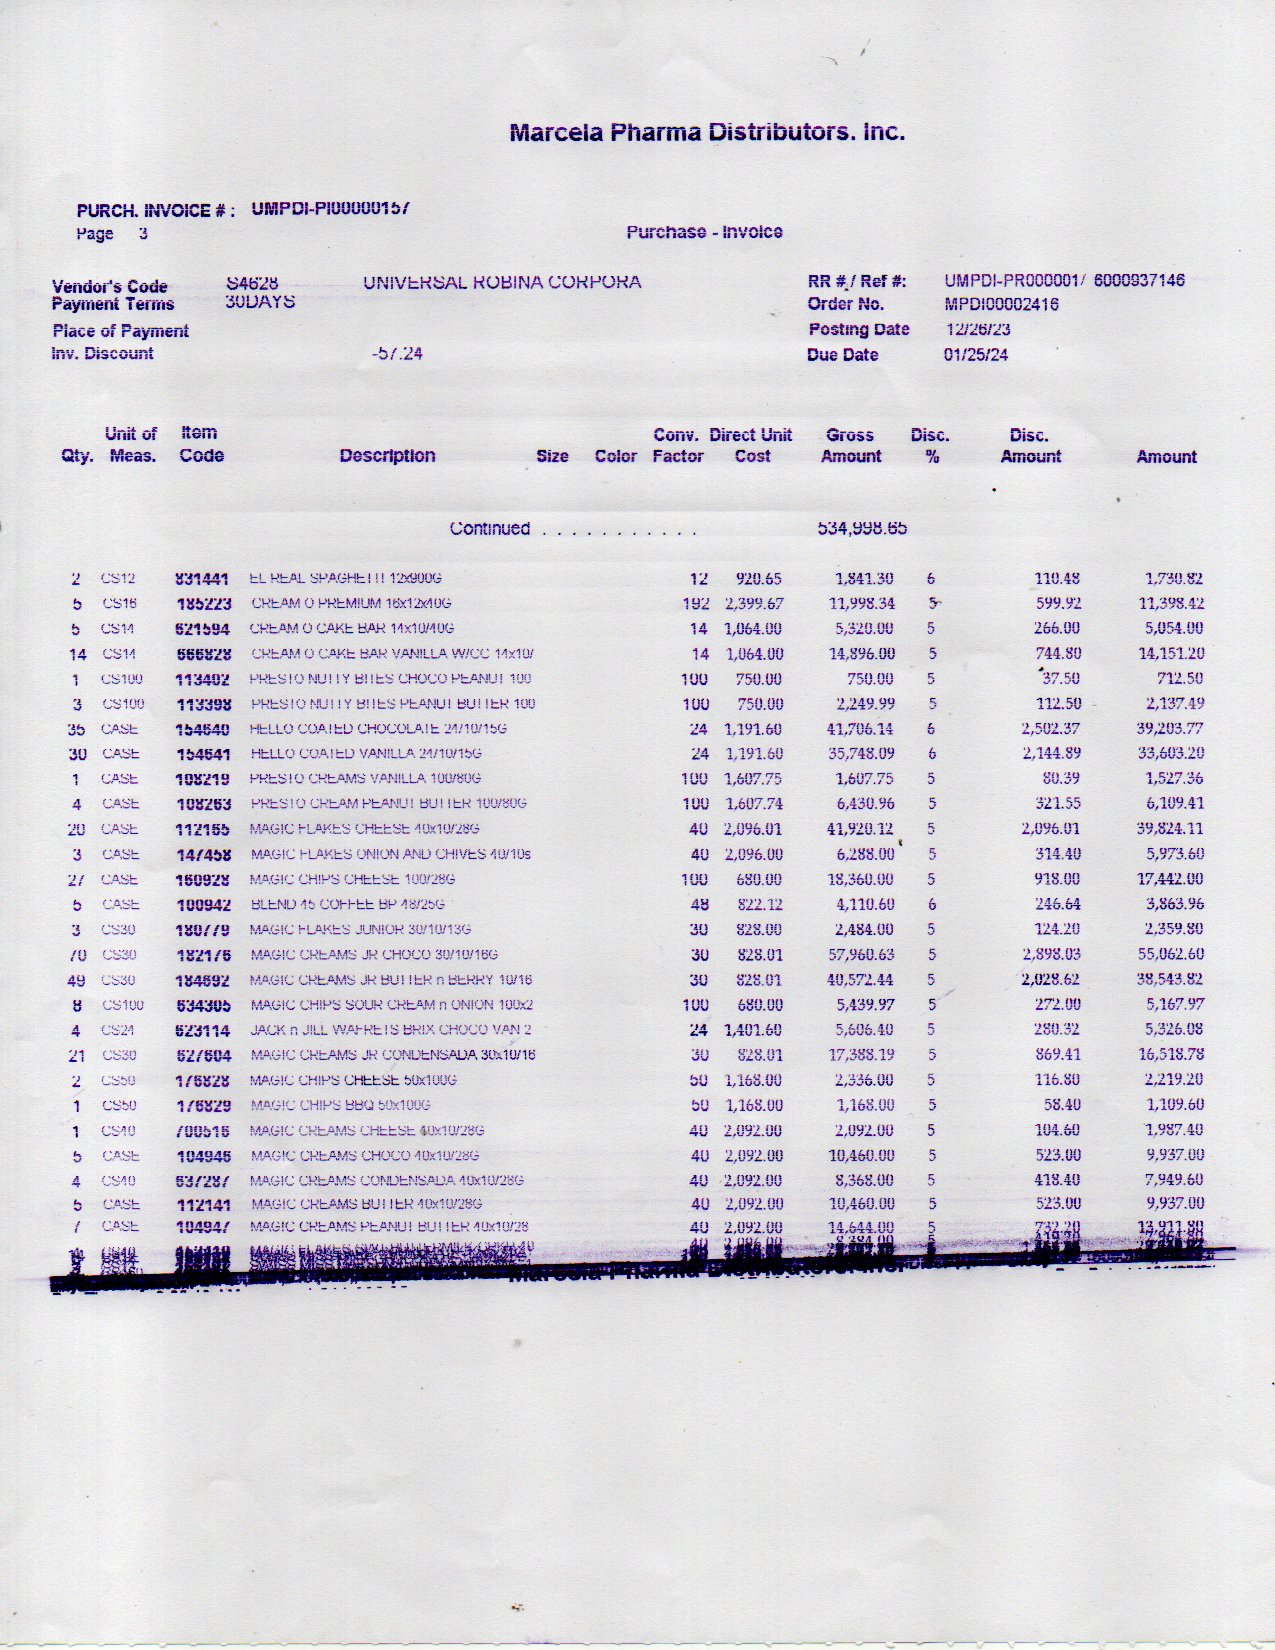 Marcela Pharma Distributors. Inc.
PURCH. INVOICE # : UMPDI-PI00000157
Page 3
Purchase - Invoice
Vendor's Code S4628 UNIVERSAL ROBINA CORPORA RR # / Ref #: UMPDI-PR000001/ 6000937146
Payment Terms 30DAYS Order No. MPDI00002416
Place of Payment Posting Date 12/26/23
Inv. Discount -57.24 Due Date 01/25/24
Unit of Item Conv. Direct Unit Gross Disc. Disc.
Qty. Meas. Code Description Size Color Factor Cost Amount % Amount Amount
Continued . . . . . . . . . . . 534,998.65
2 CS12 831441 EL REAL SPAGHETTI 12x900G 12 920.65 1,841.30 6 110.48 1,730.82
5 CS16 185223 CREAM O PREMIUM 16x12x40G 192 2,399.67 11,998.34 5 599.92 11,398.42
5 CS14 621594 CREAM O CAKE BAR 14x10/40G 14 1,064.00 5,320.00 5 266.00 5,054.00
14 CS14 666828 CREAM O CAKE BAR VANILLA W/CC 14x10/ 14 1,064.00 14,896.00 5 744.80 14,151.20
1 CS100 113402 PRESTO NUTTY BITES CHOCO PEANUT 100 100 750.00 750.00 5 37.50 712.50
3 CS100 113398 PRESTO NUTTY BITES PEANUT BUTTER 100 100 750.00 2,249.99 5 112.50 2,137.49
35 CASE 154640 HELLO COATED CHOCOLATE 24/10/15G 24 1,191.60 41,706.14 6 2,502.37 39,203.77
30 CASE 154641 HELLO COATED VANILLA 24/10/15G 24 1,191.60 35,748.09 6 2,144.89 33,603.20
1 CASE 108219 PRESTO CREAMS VANILLA 100/80G 100 1,607.75 1,607.75 5 80.39 1,527.36
4 CASE 108263 PRESTO CREAM PEANUT BUTTER 100/80G 100 1,607.74 6,430.96 5 321.55 6,109.41
20 CASE 112165 MAGIC FLAKES CHEESE 40x10/28G 40 2,096.01 41,920.12 5 2,096.01 39,824.11
3 CASE 147458 MAGIC FLAKES ONION AND CHIVES 40/10s 40 2,096.00 6,288.00 5 314.40 5,973.60
27 CASE 160928 MAGIC CHIPS CHEESE 100/28G 100 680.00 18,360.00 5 918.00 17,442.00
5 CASE 100942 BLEND 45 COFFEE BP 48/25G 48 822.12 4,110.60 6 246.64 3,863.96
3 CS30 180779 MAGIC FLAKES JUNIOR 30/10/13G 30 828.00 2,484.00 5 124.20 2,359.80
70 CS30 182176 MAGIC CREAMS JR CHOCO 30/10/16G 30 828.01 57,960.63 5 2,898.03 55,062.60
49 CS30 184692 MAGIC CREAMS JR BUTTER n BERRY 10/16 30 828.01 40,572.44 5 2,028.62 38,543.82
8 CS100 634305 MAGIC CHIPS SOUR CREAM n ONION 100x2 100 680.00 5,439.97 5 272.00 5,167.97
4 CS24 623114 JACK n JILL WAFRETS BRIX CHOCO VAN 2 24 1,401.60 5,606.40 5 280.32 5,326.08
21 CS30 627604 MAGIC CREAMS JR CONDENSADA 30x10/16 30 828.01 17,388.19 5 869.41 16,518.78
2 CS50 176828 MAGIC CHIPS CHEESE 50x100G 50 1,168.00 2,336.00 5 116.80 2,219.20
1 CS50 176829 MAGIC CHIPS BBQ 50x100G 50 1,168.00 1,168.00 5 58.40 1,109.60
1 CS40 700516 MAGIC CREAMS CHEESE 40x10/28G 40 2,092.00 2,092.00 5 104.60 1,987.40
5 CASE 104946 MAGIC CREAMS CHOCO 40x10/28G 40 2,092.00 10,460.00 5 523.00 9,937.00
4 CS40 637287 MAGIC CREAMS CONDENSADA 40x10/28G 40 2,092.00 8,368.00 5 418.40 7,949.60
5 CASE 112141 MAGIC CREAMS BUTTER 40x10/28G 40 2,092.00 10,460.00 5 523.00 9,937.00
7 CASE 104947 MAGIC CREAMS PEANUT BUTTER 40x10/28 40 2,092.00 14,644.00 5 732.20 13,911.80
Marcela Pharma Distributors. Inc.